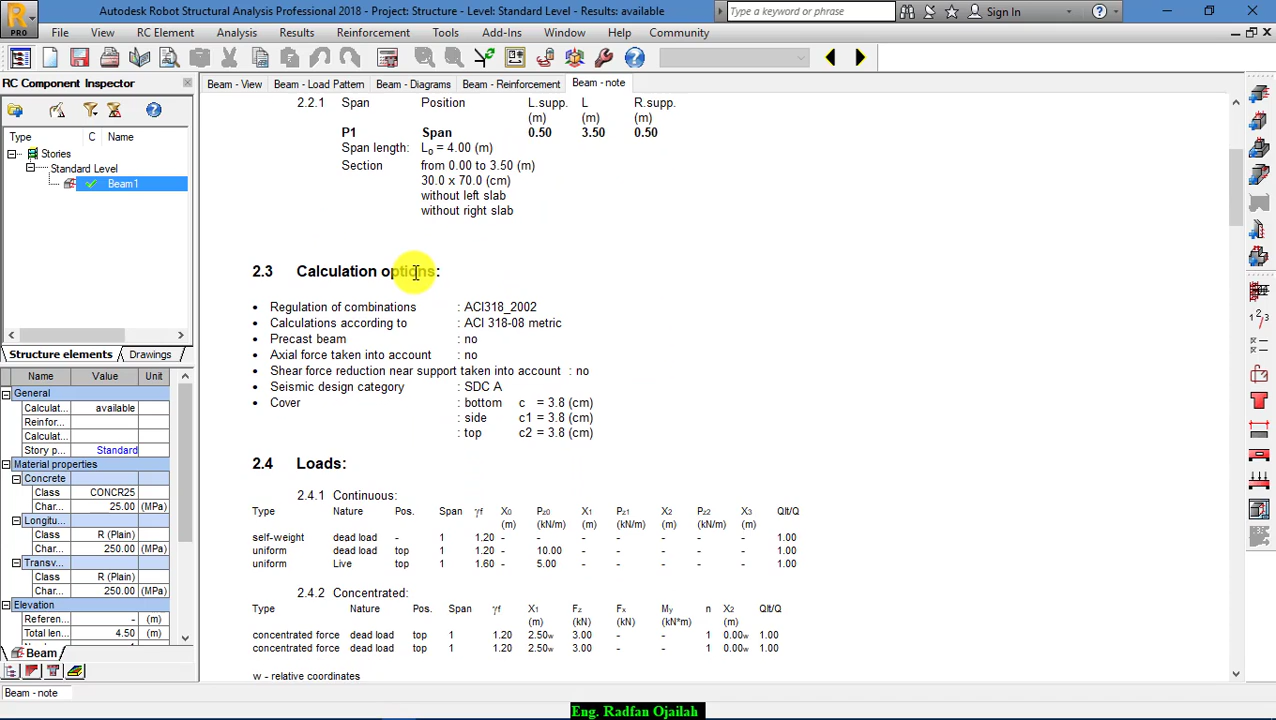 PRO
Autodesk Robot Structural Analysis Professional 2018 - Project: Structure - Level: Standard Level - Results: available
Type a keyword or phrase
Sign In
File View RC Element Analysis Results Reinforcement Tools Add-Ins Window Help Community
RC Component Inspector
Type C Name
Stories
Standard Level
Beam1
Structure elements Drawings
Name Value Unit
General
Calculat... available
Reinfor...
Calculat...
Story p... Standard
Material properties
Concrete
Class CONCR25
Char... 25.00 (MPa)
Longitu...
Class R (Plain)
Char... 250.00 (MPa)
Transv...
Class R (Plain)
Char... 250.00 (MPa)
Elevation
Referen... - (m)
Total len... 4.50 (m)
Beam
Beam - View Beam - Load Pattern Beam - Diagrams Beam - Reinforcement Beam - note
2.2.1 Span Position L.supp. L R.supp.
(m) (m) (m)
P1 Span 0.50 3.50 0.50
Span length: L₀ = 4.00 (m)
Section from 0.00 to 3.50 (m)
30.0 x 70.0 (cm)
without left slab
without right slab
2.3 Calculation options:
• Regulation of combinations : ACI318_2002
• Calculations according to : ACI 318-08 metric
• Precast beam : no
• Axial force taken into account : no
• Shear force reduction near support taken into account : no
• Seismic design category : SDC A
• Cover : bottom c = 3.8 (cm)
: side c1 = 3.8 (cm)
: top c2 = 3.8 (cm)
2.4 Loads:
2.4.1 Continuous:
Type Nature Pos. Span γf X0 Pz0 X1 Pz1 X2 Pz2 X3 Qlt/Q
(m) (kN/m) (m) (kN/m) (m) (kN/m) (m)
self-weight dead load - 1 1.20 - - - - - - - 1.00
uniform dead load top 1 1.20 - 10.00 - - - - - 1.00
uniform Live top 1 1.60 - 5.00 - - - - - 1.00
2.4.2 Concentrated:
Type Nature Pos. Span γf X1 Fz Fx My n X2 Qlt/Q
(m) (kN) (kN) (kN*m) (m)
concentrated force dead load top 1 1.20 2.50w 3.00 - - 1 0.00w 1.00
concentrated force dead load top 1 1.20 2.50w 3.00 - - 1 0.00w 1.00
w - relative coordinates
Beam - note
Eng. Radfan Ojailah